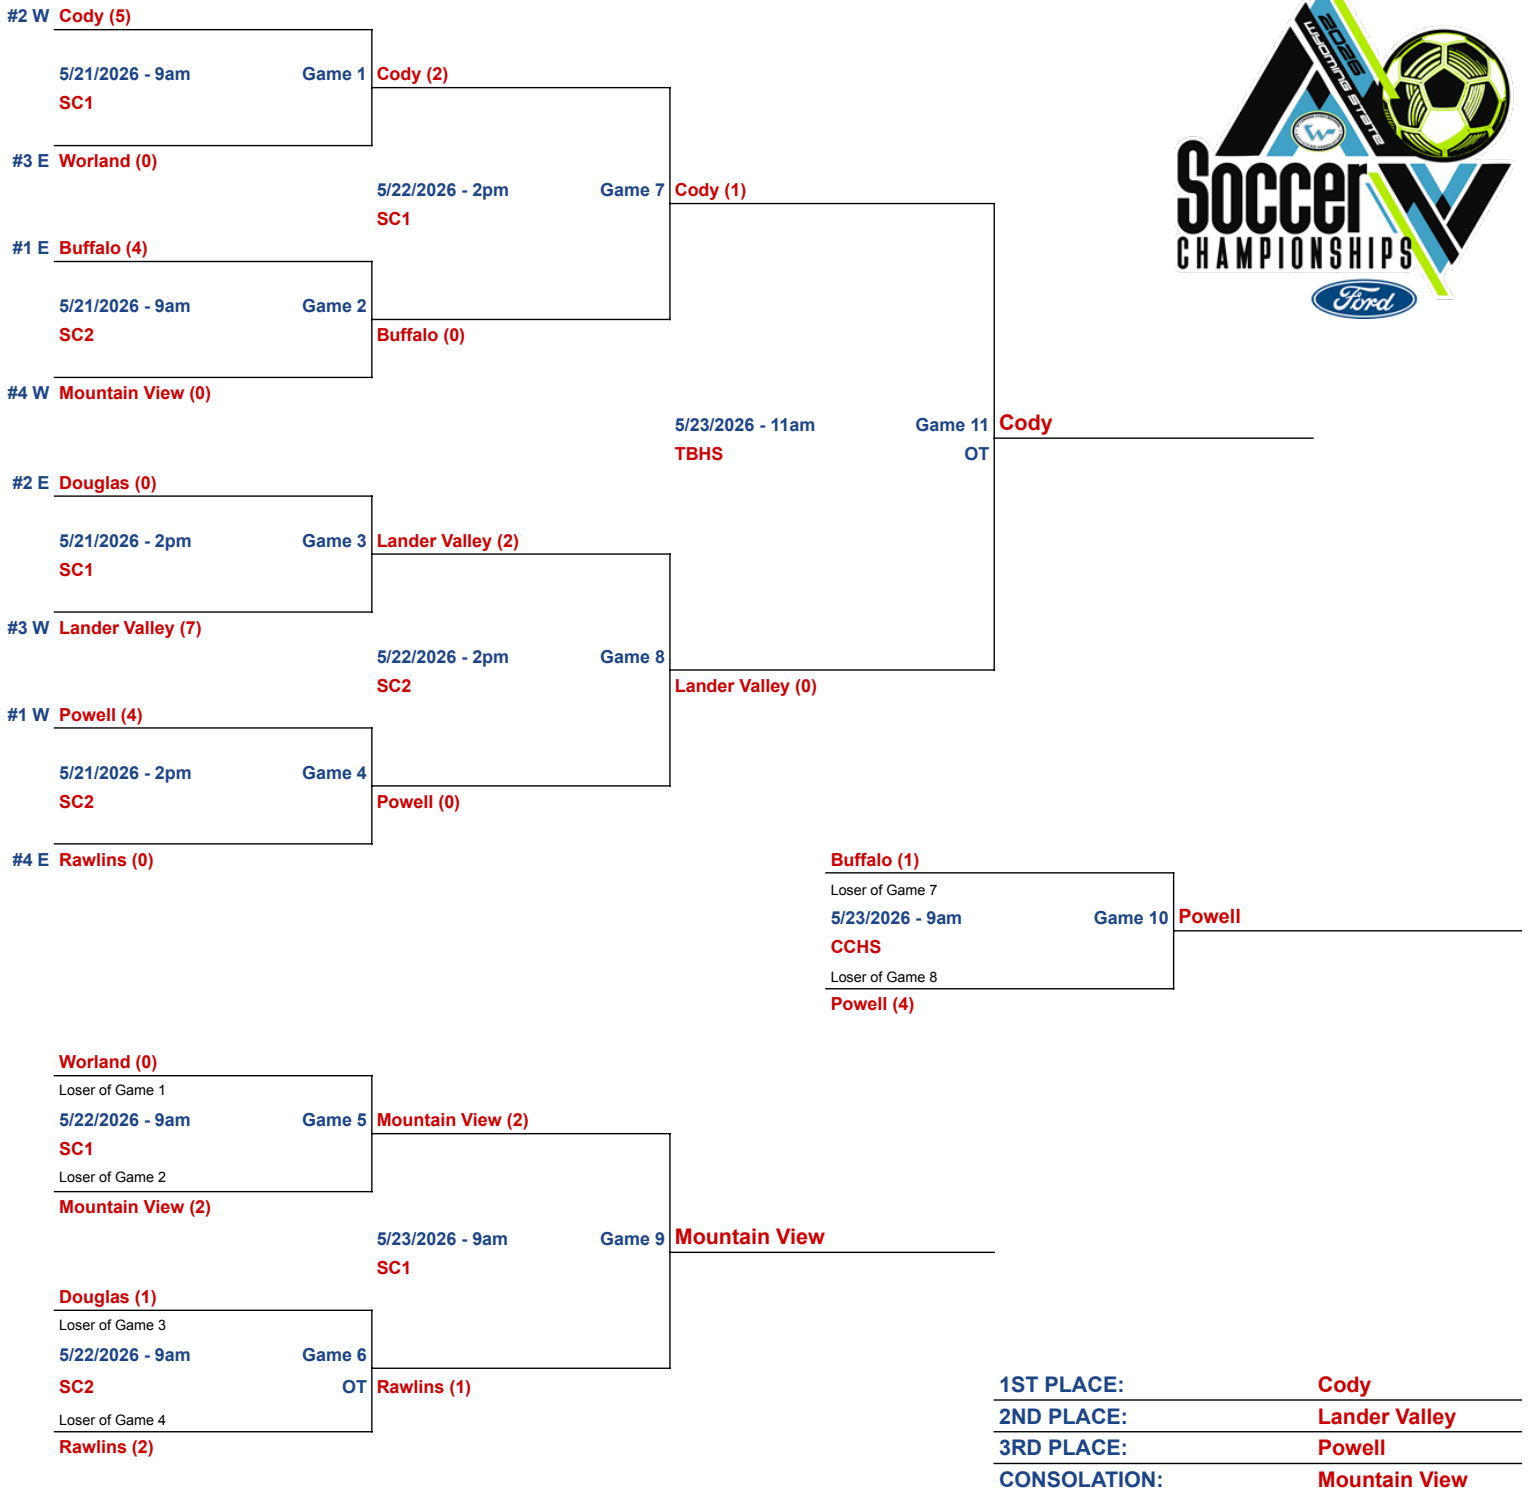 #2 W Cody (5)
5/21/2026 - 9am Game 1 Cody (2)
SC1
#3 E Worland (0)
5/22/2026 - 2pm Game 7 Cody (1)
SC1
#1 E Buffalo (4)
5/21/2026 - 9am Game 2
SC2 Buffalo (0)
#4 W Mountain View (0)
5/23/2026 - 11am Game 11 Cody
TBHS OT
#2 E Douglas (0)
5/21/2026 - 2pm Game 3 Lander Valley (2)
SC1
#3 W Lander Valley (7)
5/22/2026 - 2pm Game 8
SC2 Lander Valley (0)
#1 W Powell (4)
5/21/2026 - 2pm Game 4
SC2 Powell (0)
#4 E Rawlins (0)
2026
WYOMING STATE
Soccer
CHAMPIONSHIPS
Ford
Buffalo (1)
Loser of Game 7
5/23/2026 - 9am Game 10 Powell
CCHS
Loser of Game 8
Powell (4)
Worland (0)
Loser of Game 1
5/22/2026 - 9am Game 5 Mountain View (2)
SC1
Loser of Game 2
Mountain View (2)
5/23/2026 - 9am Game 9 Mountain View
SC1
Douglas (1)
Loser of Game 3
5/22/2026 - 9am Game 6
SC2 OT Rawlins (1)
Loser of Game 4
Rawlins (2)
1ST PLACE: Cody
2ND PLACE: Lander Valley
3RD PLACE: Powell
CONSOLATION: Mountain View